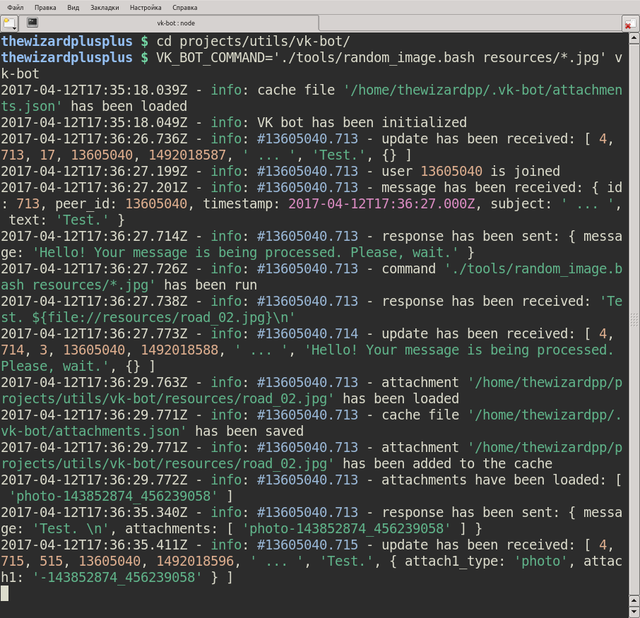 Файл Правка Вид Закладки Настройка Справка
vk-bot : node
thewizardplusplus $ cd projects/utils/vk-bot/
thewizardplusplus $ VK_BOT_COMMAND='./tools/random_image.bash resources/*.jpg' v
k-bot
2017-04-12T17:35:18.039Z - info: cache file '/home/thewizardpp/.vk-bot/attachmen
ts.json' has been loaded
2017-04-12T17:35:18.049Z - info: VK bot has been initialized
2017-04-12T17:36:26.736Z - info: #13605040.713 - update has been received: [ 4,
713, 17, 13605040, 1492018587, ' ... ', 'Test.', {} ]
2017-04-12T17:36:27.199Z - info: #13605040.713 - user 13605040 is joined
2017-04-12T17:36:27.201Z - info: #13605040.713 - message has been received: { id
: 713, peer_id: 13605040, timestamp: 2017-04-12T17:36:27.000Z, subject: ' ... ',
text: 'Test.' }
2017-04-12T17:36:27.714Z - info: #13605040.713 - response has been sent: { messa
ge: 'Hello! Your message is being processed. Please, wait.' }
2017-04-12T17:36:27.726Z - info: #13605040.713 - command './tools/random_image.b
ash resources/*.jpg' has been run
2017-04-12T17:36:27.738Z - info: #13605040.713 - response has been received: 'Te
st. ${file://resources/road_02.jpg}\n'
2017-04-12T17:36:27.773Z - info: #13605040.714 - update has been received: [ 4,
714, 3, 13605040, 1492018588, ' ... ', 'Hello! Your message is being processed.
Please, wait.', {} ]
2017-04-12T17:36:29.763Z - info: #13605040.713 - attachment '/home/thewizardpp/p
rojects/utils/vk-bot/resources/road_02.jpg' has been loaded
2017-04-12T17:36:29.771Z - info: #13605040.713 - cache file '/home/thewizardpp/.
vk-bot/attachments.json' has been saved
2017-04-12T17:36:29.771Z - info: #13605040.713 - attachment '/home/thewizardpp/p
rojects/utils/vk-bot/resources/road_02.jpg' has been added to the cache
2017-04-12T17:36:29.772Z - info: #13605040.713 - attachments have been loaded: [
'photo-143852874_456239058' ]
2017-04-12T17:36:35.340Z - info: #13605040.713 - response has been sent: { messa
ge: 'Test. \n', attachments: [ 'photo-143852874_456239058' ] }
2017-04-12T17:36:35.411Z - info: #13605040.715 - update has been received: [ 4,
715, 515, 13605040, 1492018596, ' ... ', 'Test.', { attach1_type: 'photo', attac
h1: '-143852874_456239058' } ]